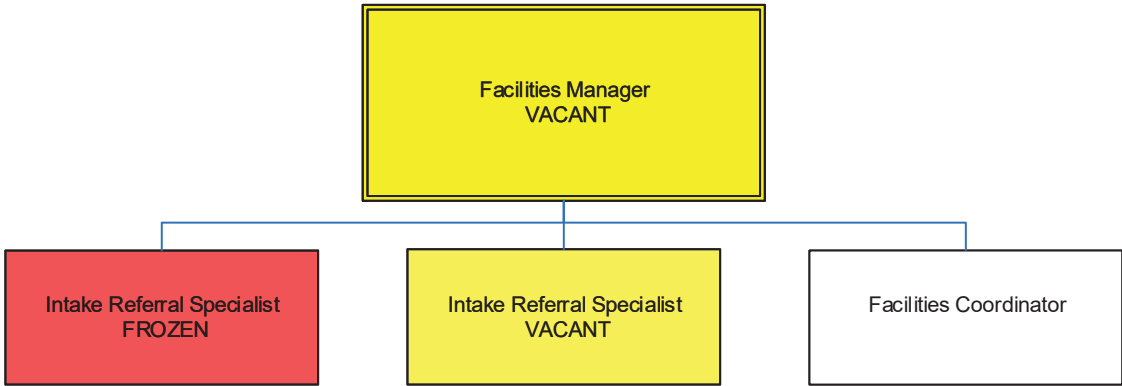 Facilities Manager
VACANT
Intake Referral Specialist
FROZEN
Intake Referral Specialist
VACANT
Facilities Coordinator